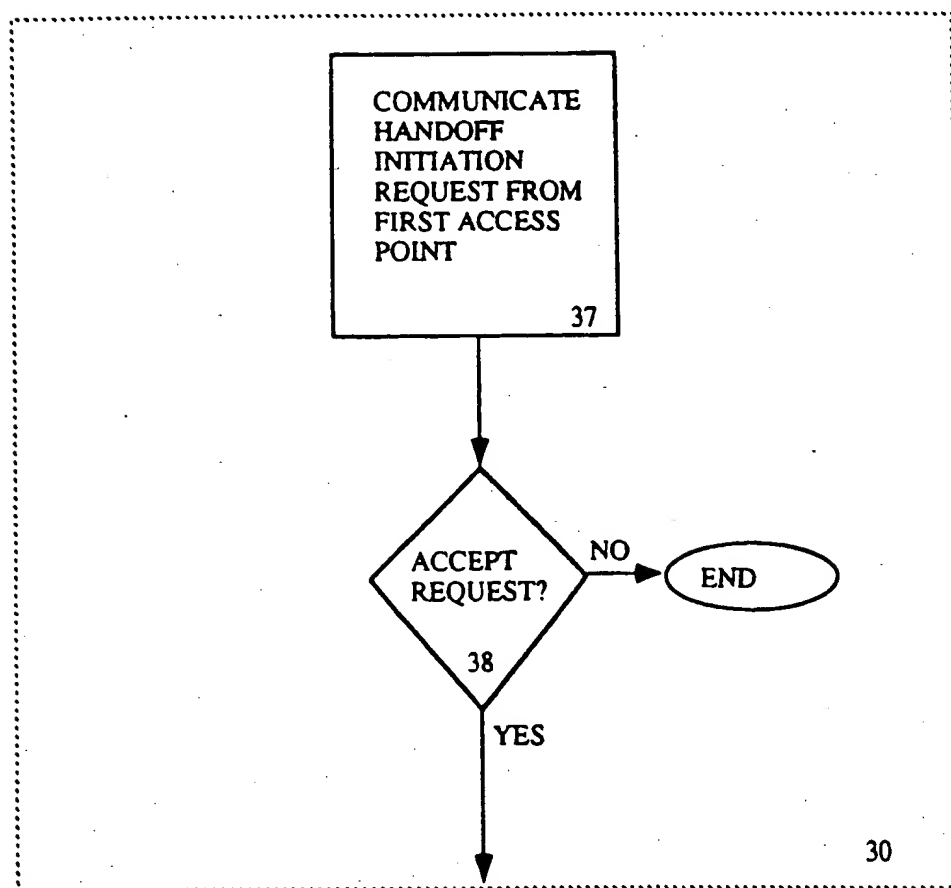 COMMUNICATE
HANDOFF
INITIATION
REQUEST FROM
FIRST ACCESS
POINT
37
ACCEPT
REQUEST?
38
NO
END
YES
30